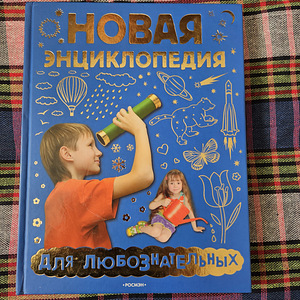 НОВАЯ
ЭНЦИКЛОПЕДИЯ
ДЛЯ ЛЮБОЗНАТЕЛЬНЫХ
•РОСМЭН•